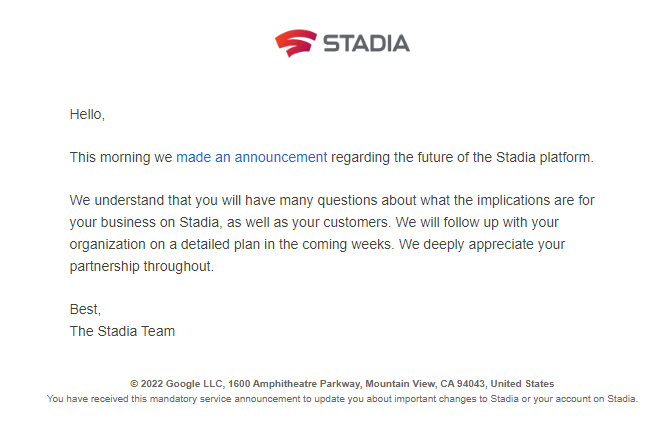 STADIA
Hello,
This morning we made an announcement regarding the future of the Stadia platform.
We understand that you will have many questions about what the implications are for
your business on Stadia, as well as your customers. We will follow up with your
organization on a detailed plan in the coming weeks. We deeply appreciate your
partnership throughout.
Best,
The Stadia Team
© 2022 Google LLC, 1600 Amphitheatre Parkway, Mountain View, CA 94043, United States
You have received this mandatory service announcement to update you about important changes to Stadia or your account on Stadia.